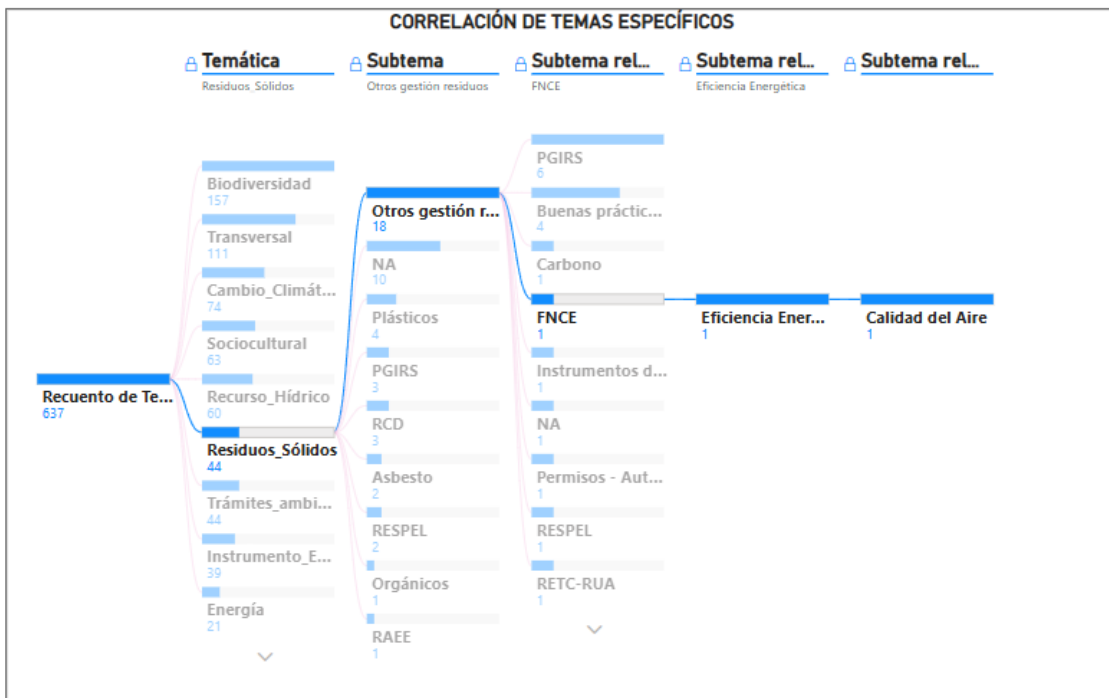 CORRELACIÓN DE TEMAS ESPECÍFICOS
Temática
Residuos_Sólidos
Subtema
Otros gestión residuos
Subtema rel...
FNCE
Subtema rel...
Eficiencia Energética
Subtema rel...
Recuento de Te...
637
Biodiversidad
157
Transversal
111
Cambio_Climát...
74
Sociocultural
63
Recurso_Hídrico
60
Residuos_Sólidos
44
Trámites_ambi...
44
Instrumento_E...
39
Energía
21
Otros gestión r...
18
NA
10
Plásticos
4
PGIRS
3
RCD
3
Asbesto
2
RESPEL
2
Orgánicos
1
RAEE
1
PGIRS
6
Buenas práctic...
4
Carbono
1
FNCE
1
Instrumentos d...
1
NA
1
Permisos - Aut...
1
RESPEL
1
RETC-RUA
1
Eficiencia Ener...
1
Calidad del Aire
1